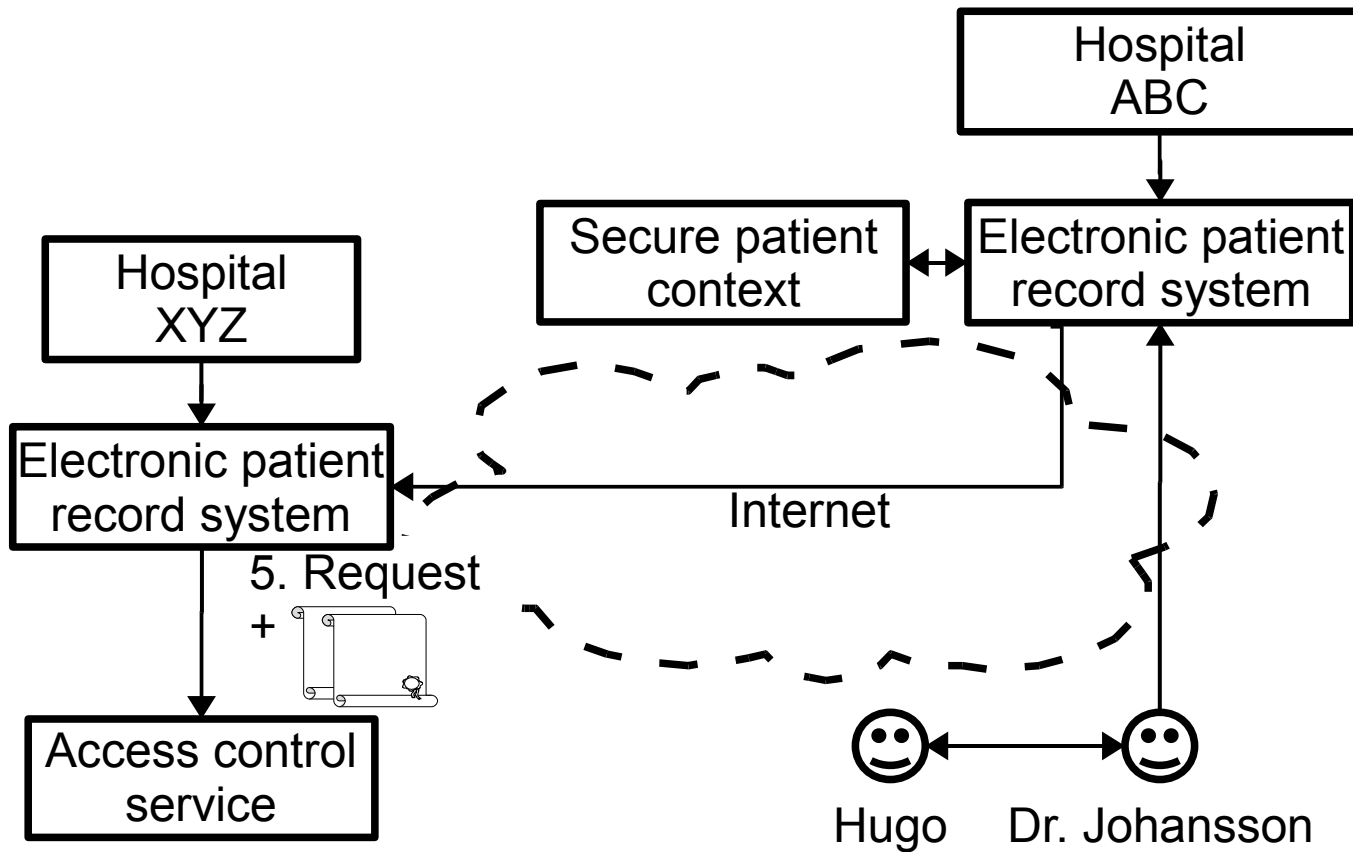 Hospital
ABC
Secure patient
context
Electronic patient
record system
Hospital
XYZ
Electronic patient
record system
Internet
5. Request
+
Access control
service
Hugo
Dr. Johansson